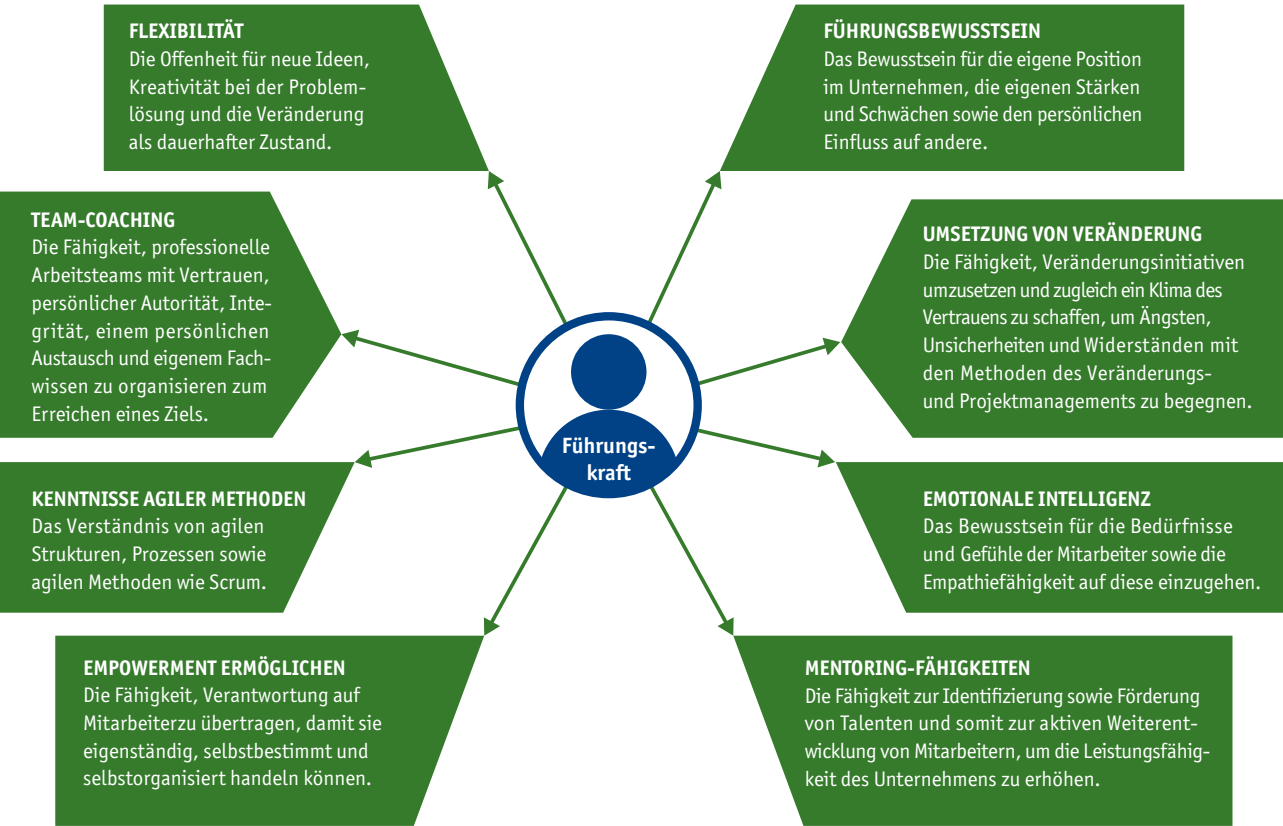 FLEXIBILITÄT
Die Offenheit für neue Ideen,
Kreativität bei der Problem-
lösung und die Veränderung
als dauerhafter Zustand.
FÜHRUNGSBEWUSSTSEIN
Das Bewusstsein für die eigene Position
im Unternehmen, die eigenen Stärken
und Schwächen sowie den persönlichen
Einfluss auf andere.
TEAM-COACHING
Die Fähigkeit, professionelle
Arbeitsteams mit Vertrauen,
persönlicher Autorität, Inte-
grität, einem persönlichen
Austausch und eigenem Fach-
wissen zu organisieren zum
Erreichen eines Ziels.
UMSETZUNG VON VERÄNDERUNG
Die Fähigkeit, Veränderungsinitiativen
umzusetzen und zugleich ein Klima des
Vertrauens zu schaffen, um Ängsten,
Unsicherheiten und Widerständen mit
den Methoden des Veränderungs-
und Projektmanagements zu begegnen.
Führungs-
kraft
KENNTNISSE AGILER METHODEN
Das Verständnis von agilen
Strukturen, Prozessen sowie
agilen Methoden wie Scrum.
EMOTIONALE INTELLIGENZ
Das Bewusstsein für die Bedürfnisse
und Gefühle der Mitarbeiter sowie die
Empathiefähigkeit auf diese einzugehen.
EMPOWERMENT ERMÖGLICHEN
Die Fähigkeit, Verantwortung auf
Mitarbeiterzu übertragen, damit sie
eigenständig, selbstbestimmt und
selbstorganisiert handeln können.
MENTORING-FÄHIGKEITEN
Die Fähigkeit zur Identifizierung sowie Förderung
von Talenten und somit zur aktiven Weiterent-
wicklung von Mitarbeitern, um die Leistungsfähig-
keit des Unternehmens zu erhöhen.